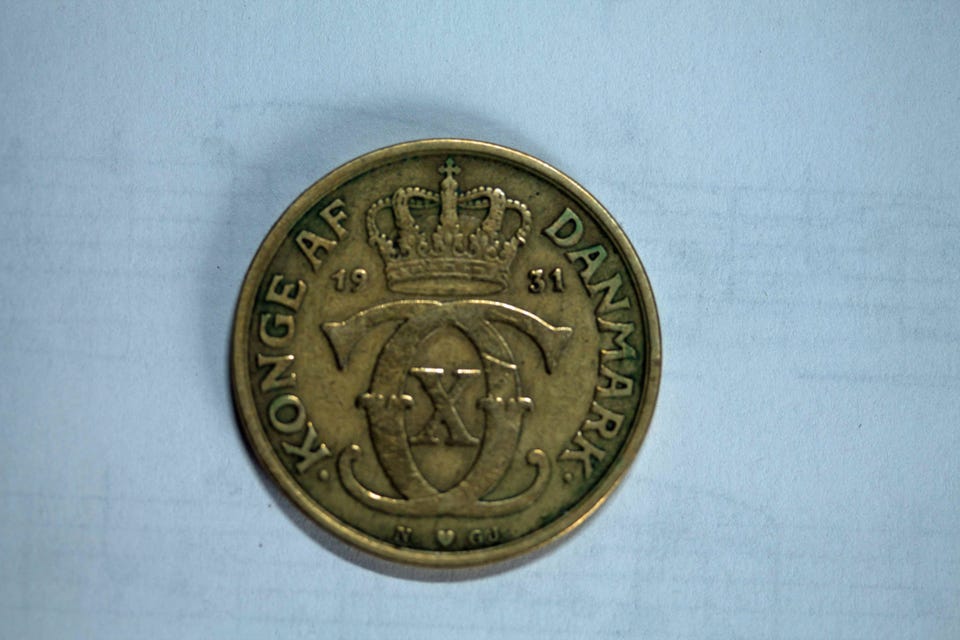 · KONGE AF DANMARK ·
19 31
X
N ♥ GJ